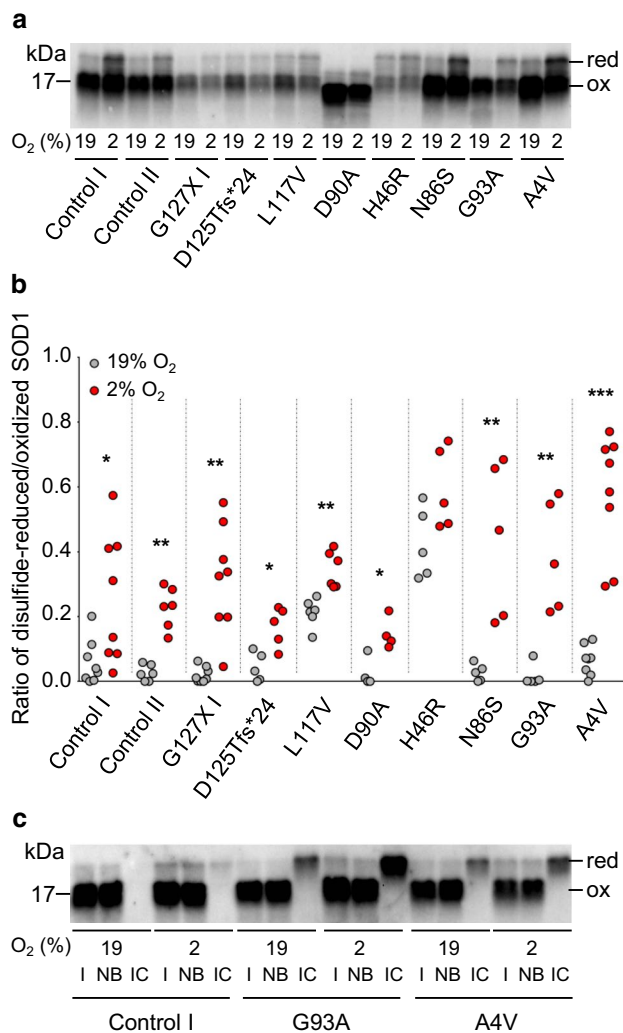 a
kDa
17
red
ox
O₂ (%) 19 2 19 2 19 2 19 2 19 2 19 2 19 2 19 2 19 2 19 2
Control I Control II G127X I D125Tfs*24 L117V D90A H46R N86S G93A A4V
b
Ratio of disulfide-reduced/oxidized SOD1
1.0
0.8
0.6
0.4
0.2
0.0
19% O₂
2% O₂
* ** ** * ** * ** ** ***
Control I Control II G127X I D125Tfs*24 L117V D90A H46R N86S G93A A4V
c
kDa
17
red
ox
O₂ (%) 19 2 19 2 19 2
I NB IC I NB IC I NB IC I NB IC I NB IC I NB IC
Control I G93A A4V